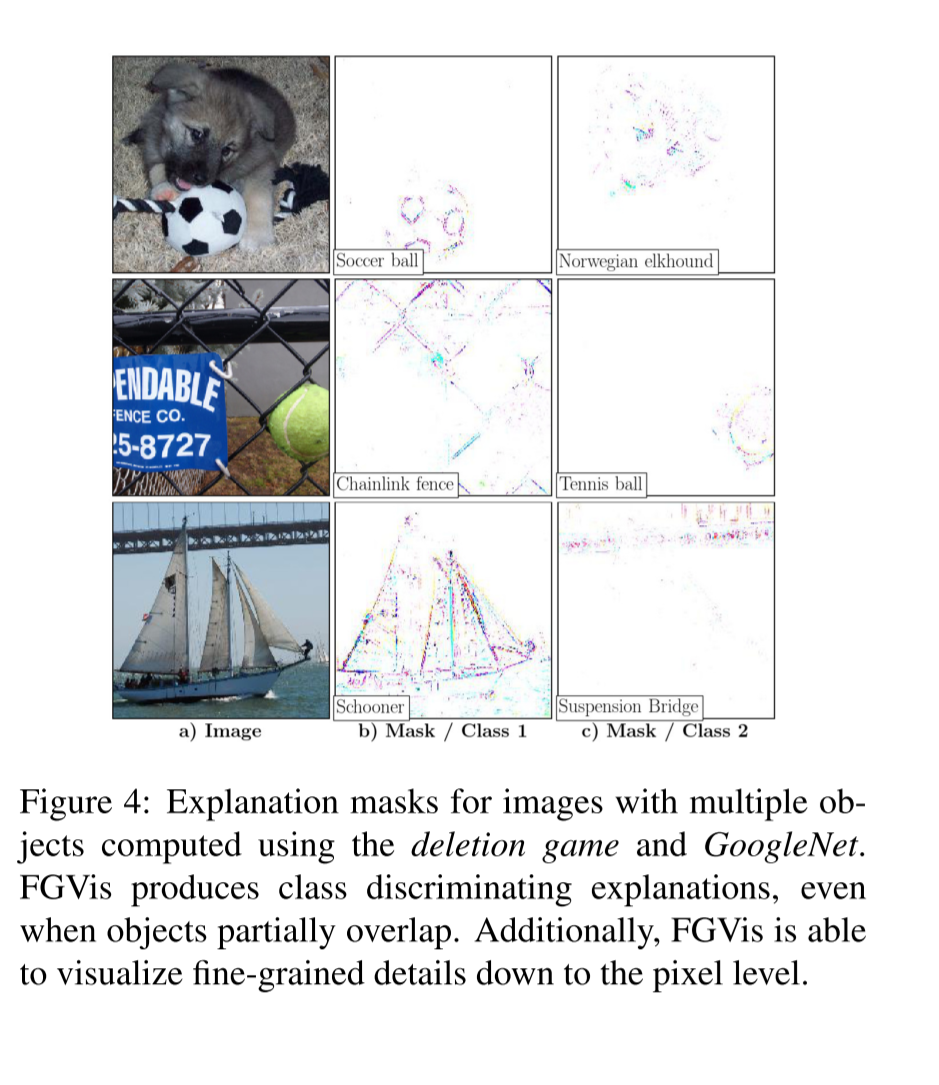 ENDABLE
ENCE CO.
5-8727
Soccer ball
Norwegian elkhound
Chainlink fence
Tennis ball
Schooner
Suspension Bridge
a) Image
b) Mask / Class 1
c) Mask / Class 2
Figure 4: Explanation masks for images with multiple ob-
jects computed using the deletion game and GoogleNet.
FGVis produces class discriminating explanations, even
when objects partially overlap. Additionally, FGVis is able
to visualize fine-grained details down to the pixel level.